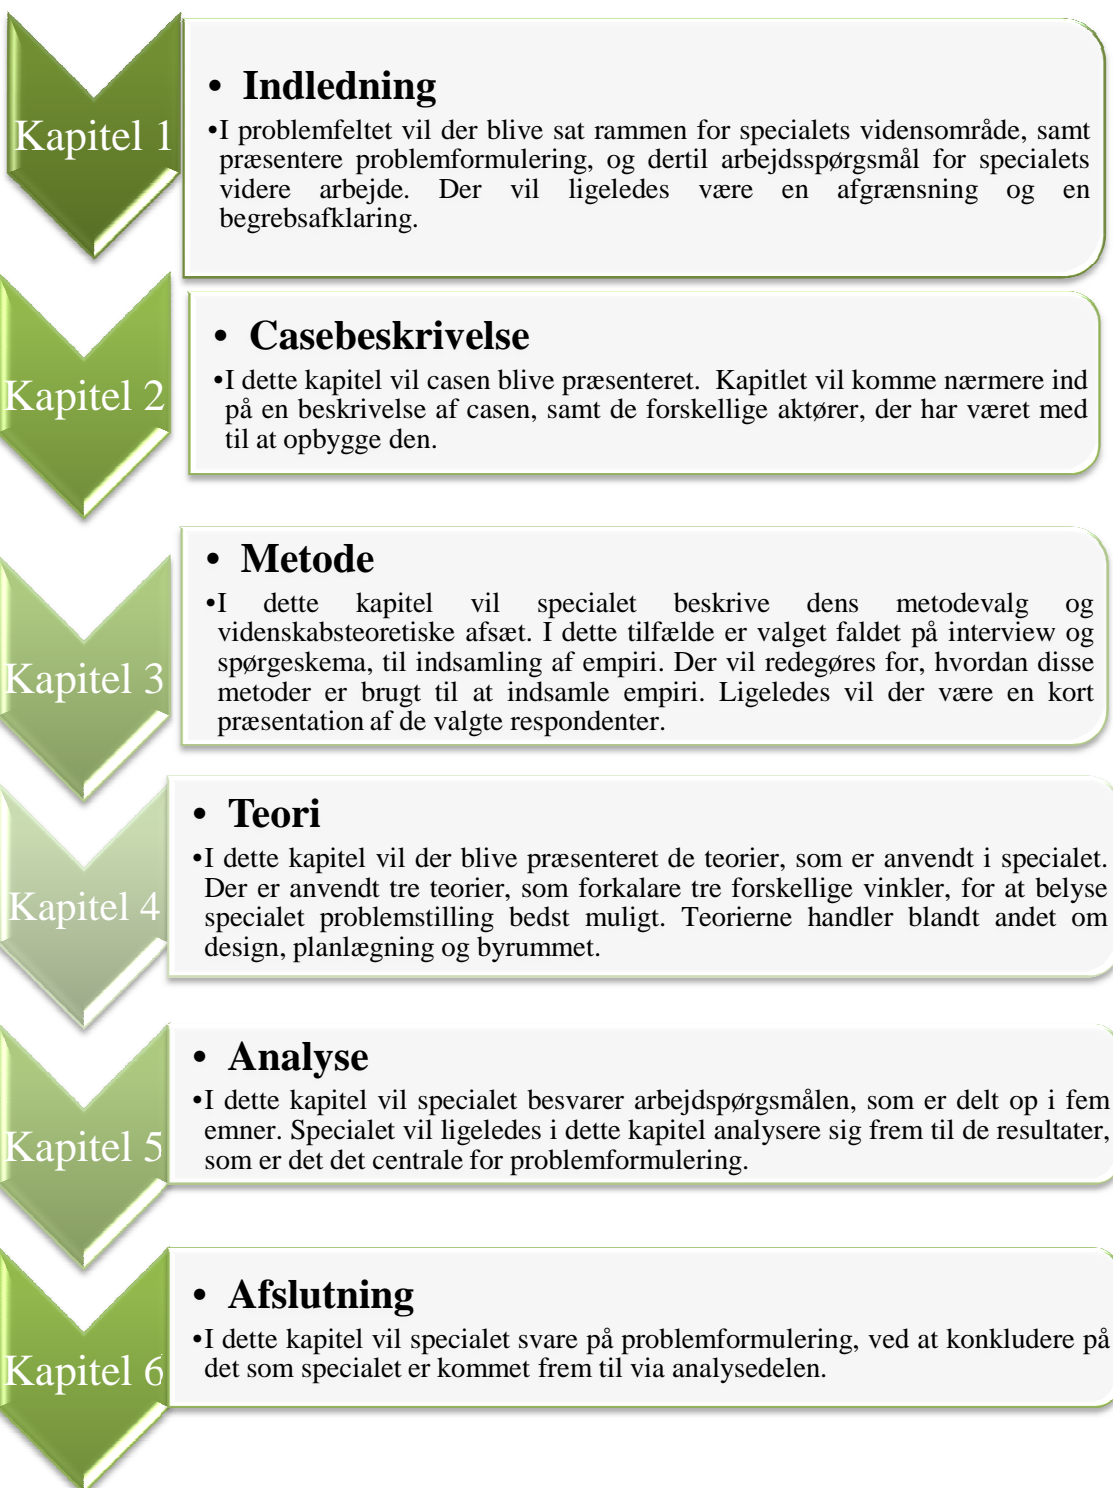 Kapitel 1
• Indledning
•I problemfeltet vil der blive sat rammen for specialets vidensområde, samt
præsentere problemformulering, og dertil arbejdsspørgsmål for specialets
videre arbejde. Der vil ligeledes være en afgrænsning og en
begrebsafklaring.
Kapitel 2
• Casebeskrivelse
•I dette kapitel vil casen blive præsenteret. Kapitlet vil komme nærmere ind
på en beskrivelse af casen, samt de forskellige aktører, der har været med
til at opbygge den.
Kapitel 3
• Metode
•I dette kapitel vil specialet beskrive dens metodevalg og
videnskabsteoretiske afsæt. I dette tilfælde er valget faldet på interview og
spørgeskema, til indsamling af empiri. Der vil redegøres for, hvordan disse
metoder er brugt til at indsamle empiri. Ligeledes vil der være en kort
præsentation af de valgte respondenter.
Kapitel 4
• Teori
•I dette kapitel vil der blive præsenteret de teorier, som er anvendt i specialet.
Der er anvendt tre teorier, som forkalare tre forskellige vinkler, for at belyse
specialet problemstilling bedst muligt. Teorierne handler blandt andet om
design, planlægning og byrummet.
Kapitel 5
• Analyse
•I dette kapitel vil specialet besvarer arbejdspørgsmålen, som er delt op i fem
emner. Specialet vil ligeledes i dette kapitel analysere sig frem til de resultater,
som er det det centrale for problemformulering.
Kapitel 6
• Afslutning
•I dette kapitel vil specialet svare på problemformulering, ved at konkludere på
det som specialet er kommet frem til via analysedelen.